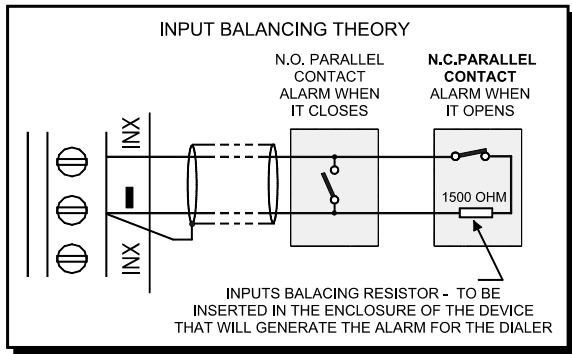 INPUT BALANCING THEORY
N.O. PARALLEL
CONTACT
ALARM WHEN
IT CLOSES
N.C.PARALLEL
CONTACT
ALARM WHEN
IT OPENS
INX
INX
1500 OHM
INPUTS BALACING RESISTOR - TO BE
INSERTED IN THE ENCLOSURE OF THE DEVICE
THAT WILL GENERATE THE ALARM FOR THE DIALER